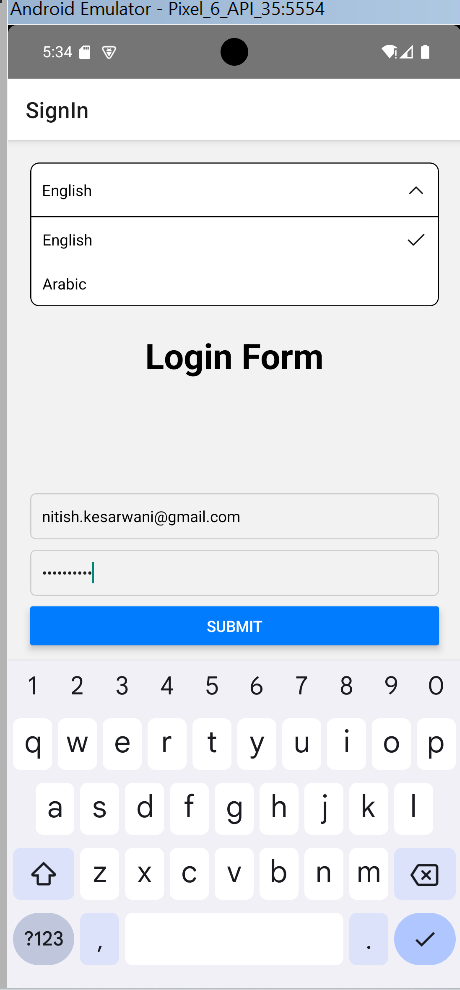 Android Emulator - Pixel_6_API_35:5554
5:34
SignIn
English
English
Arabic
Login Form
nitish.kesarwani@gmail.com
••••••••••
SUBMIT
1 2 3 4 5 6 7 8 9 0
q w e r t y u i o p
a s d f g h j k l
z x c v b n m
?123 , .